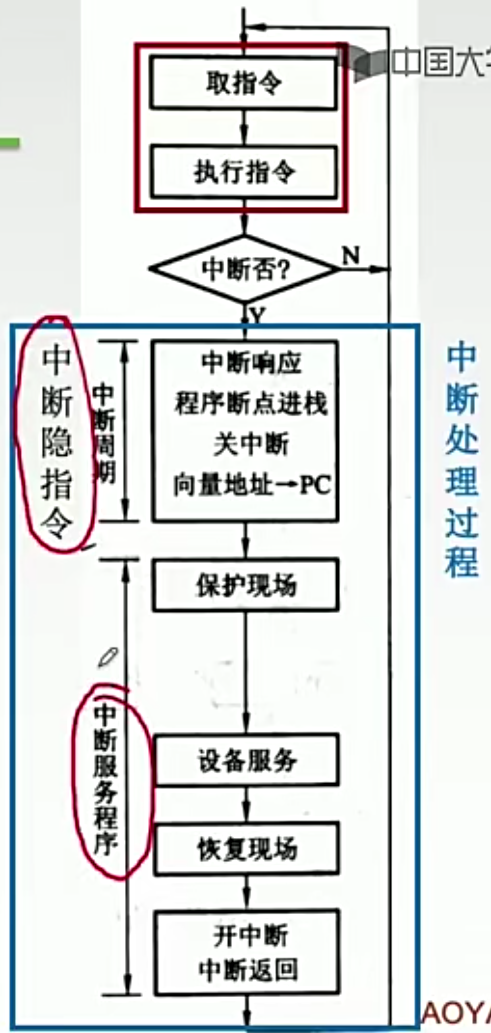 中国大
取指令
执行指令
中断否?
N
Y
中断隐指令
中断周期
中断响应
程序断点进栈
关中断
向量地址→PC
中断处理过程
保护现场
中断服务程序
设备服务
恢复现场
开中断
中断返回
AOYA